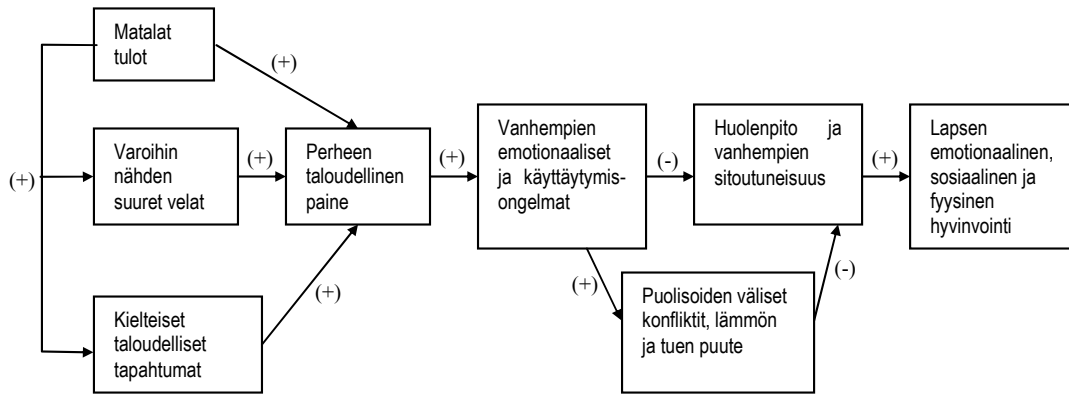 Matalat
tulot
(+)
(+)
Varoihin
nähden
suuret velat
(+)
Perheen
taloudellinen
paine
(+)
Kielteiset
taloudelliset
tapahtumat
(+)
Vanhempien
emotionaaliset
ja käyttäytymis-
ongelmat
(-)
(+)
Puolisoiden väliset
konfliktit, lämmön
ja tuen puute
(-)
Huolenpito ja
vanhempien
sitoutuneisuus
(+)
Lapsen
emotionaalinen,
sosiaalinen ja
fyysinen
hyvinvointi